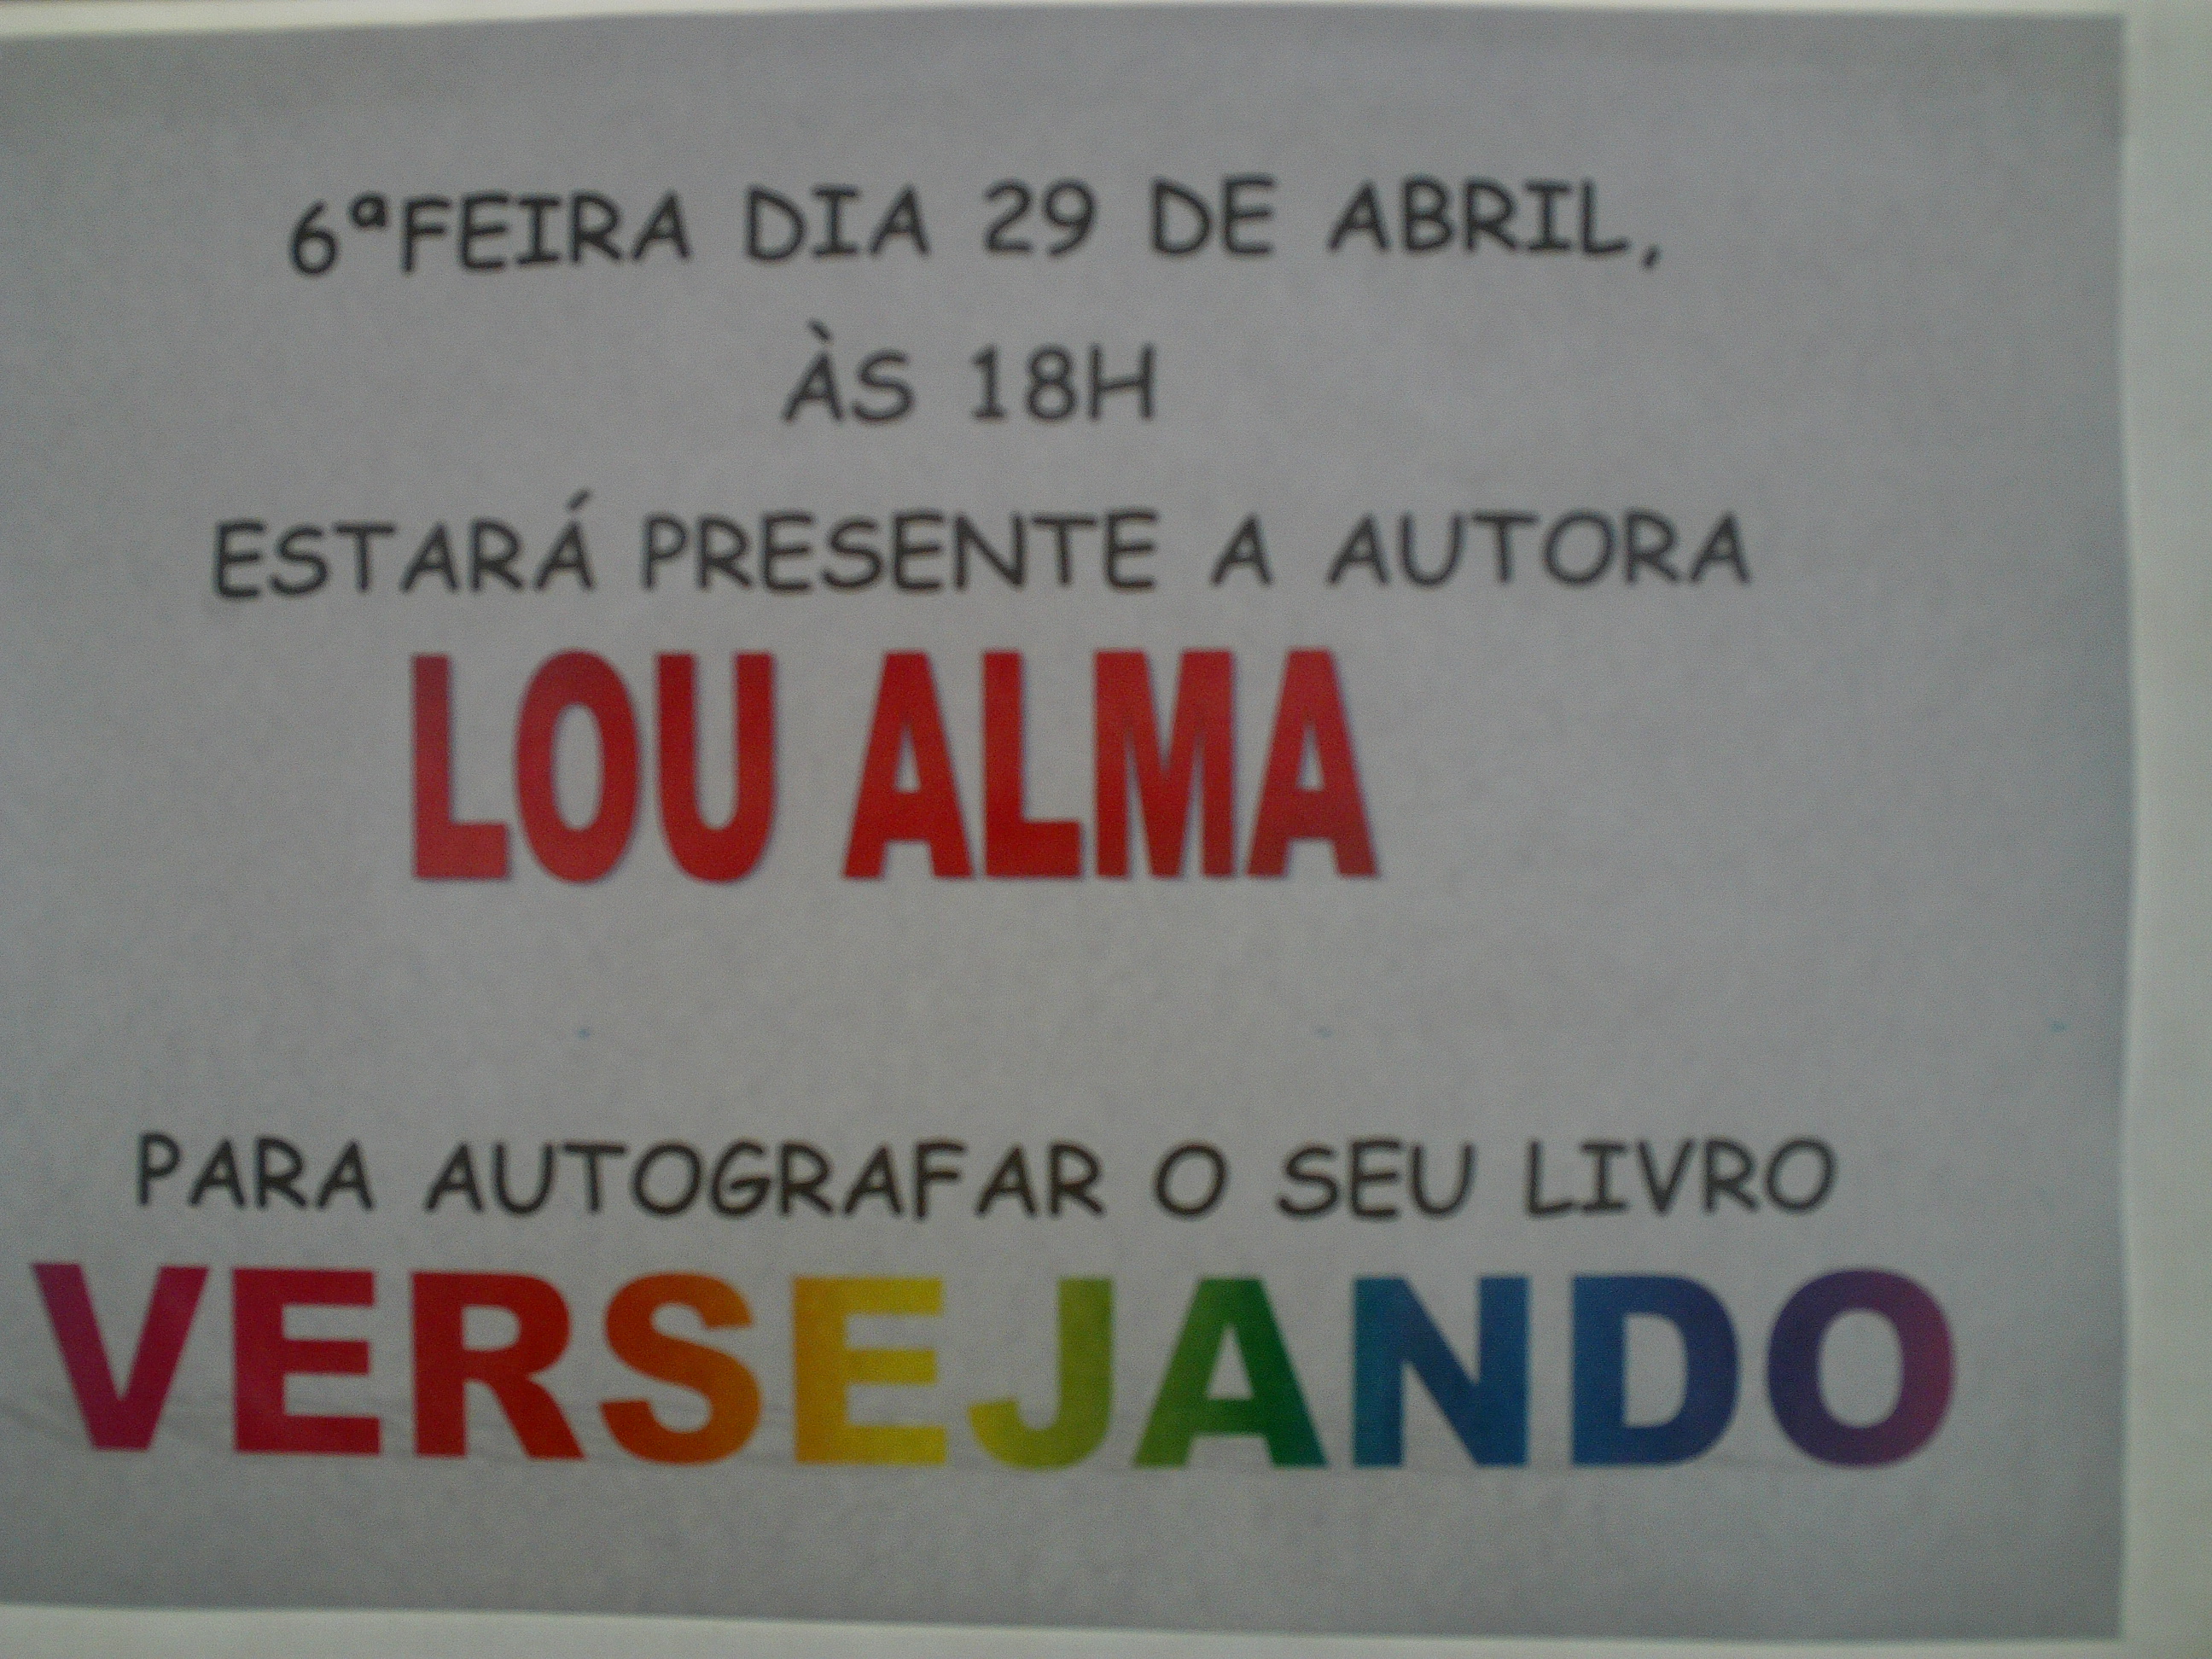 6ªFEIRA DIA 29 DE ABRIL,
ÀS 18H
ESTARÁ PRESENTE A AUTORA
LOU ALMA
PARA AUTOGRAFAR O SEU LIVRO
VERSEJANDO